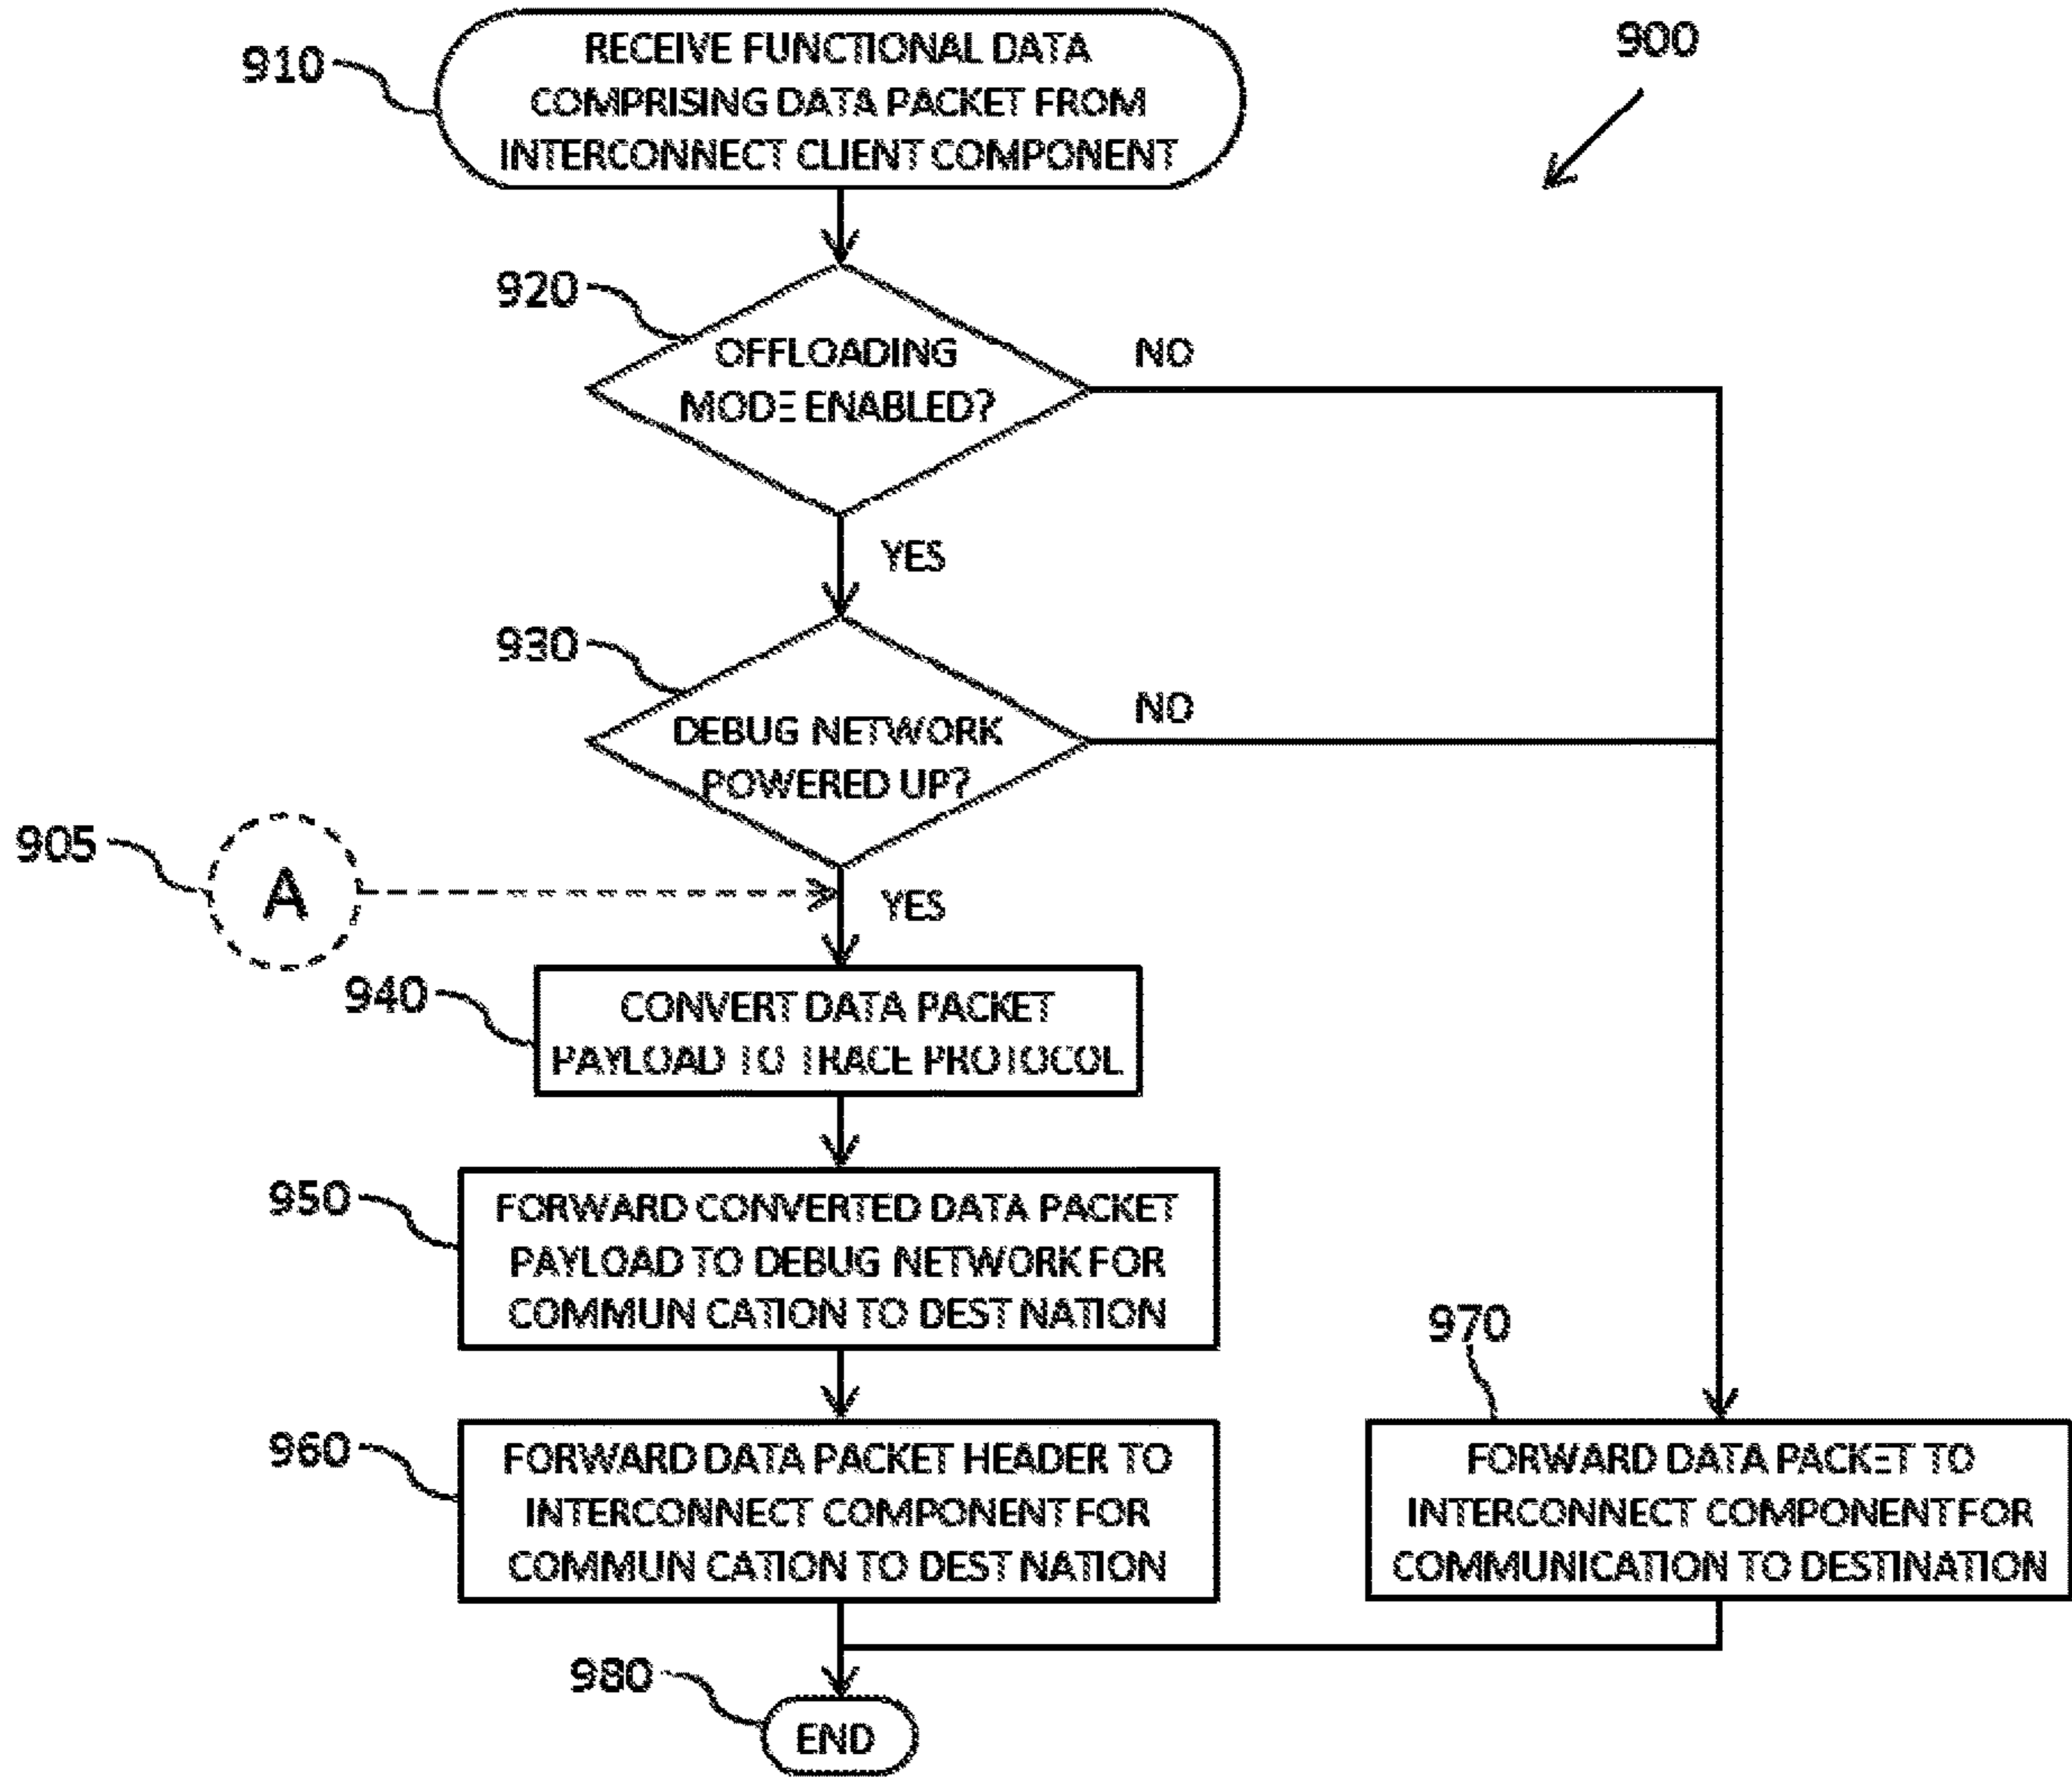 910
RECEIVE FUNCTIONAL DATA
COMPRISING DATA PACKET FROM
INTERCONNECT CLIENT COMPONENT
900
920
OFFLOADING
MODE ENABLED?
NO
YES
930
DEBUG NETWORK
POWERED UP?
NO
905
A
YES
940
CONVERT DATA PACKET
PAYLOAD TO TRACE PROTOCOL
950
FORWARD CONVERTED DATA PACKET
PAYLOAD TO DEBUG NETWORK FOR
COMMUN CATION TO DEST NATION
960
FORWARD DATA PACKET HEADER TO
INTERCONNECT COMPONENT FOR
COMMUN CATION TO DEST NATION
970
FORWARD DATA PACKET TO
INTERCONNECT COMPONENT FOR
COMMUNICATION TO DESTINATION
980
END